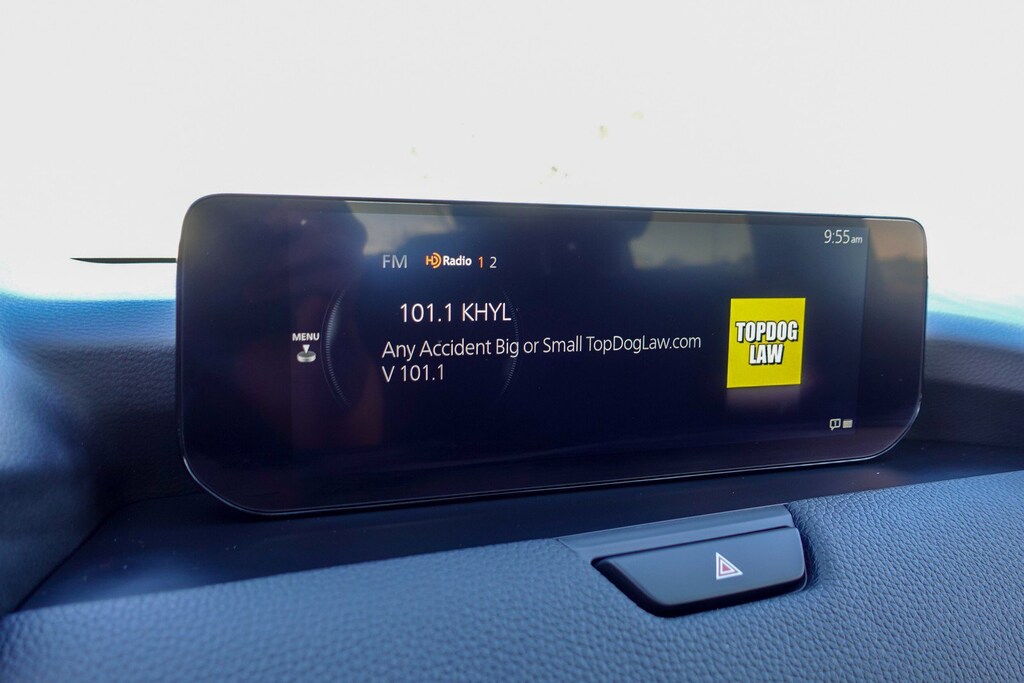 9:55am
FM HD Radio 1 2
101.1 KHYL
MENU
Any Accident Big or Small TopDogLaw.com
V 101.1
TOPDOG
LAW